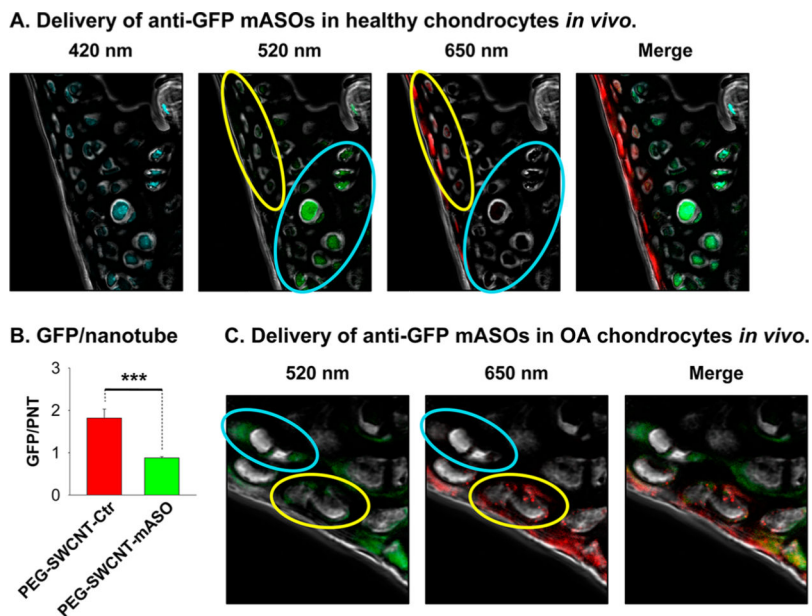 A. Delivery of anti-GFP mASOs in healthy chondrocytes in vivo.
420 nm 520 nm 650 nm Merge
B. GFP/nanotube
3
2
1
0
GFP/PNT
***
PEG-SWCNT-Ctr
PEG-SWCNT-mASO
C. Delivery of anti-GFP mASOs in OA chondrocytes in vivo.
520 nm 650 nm Merge